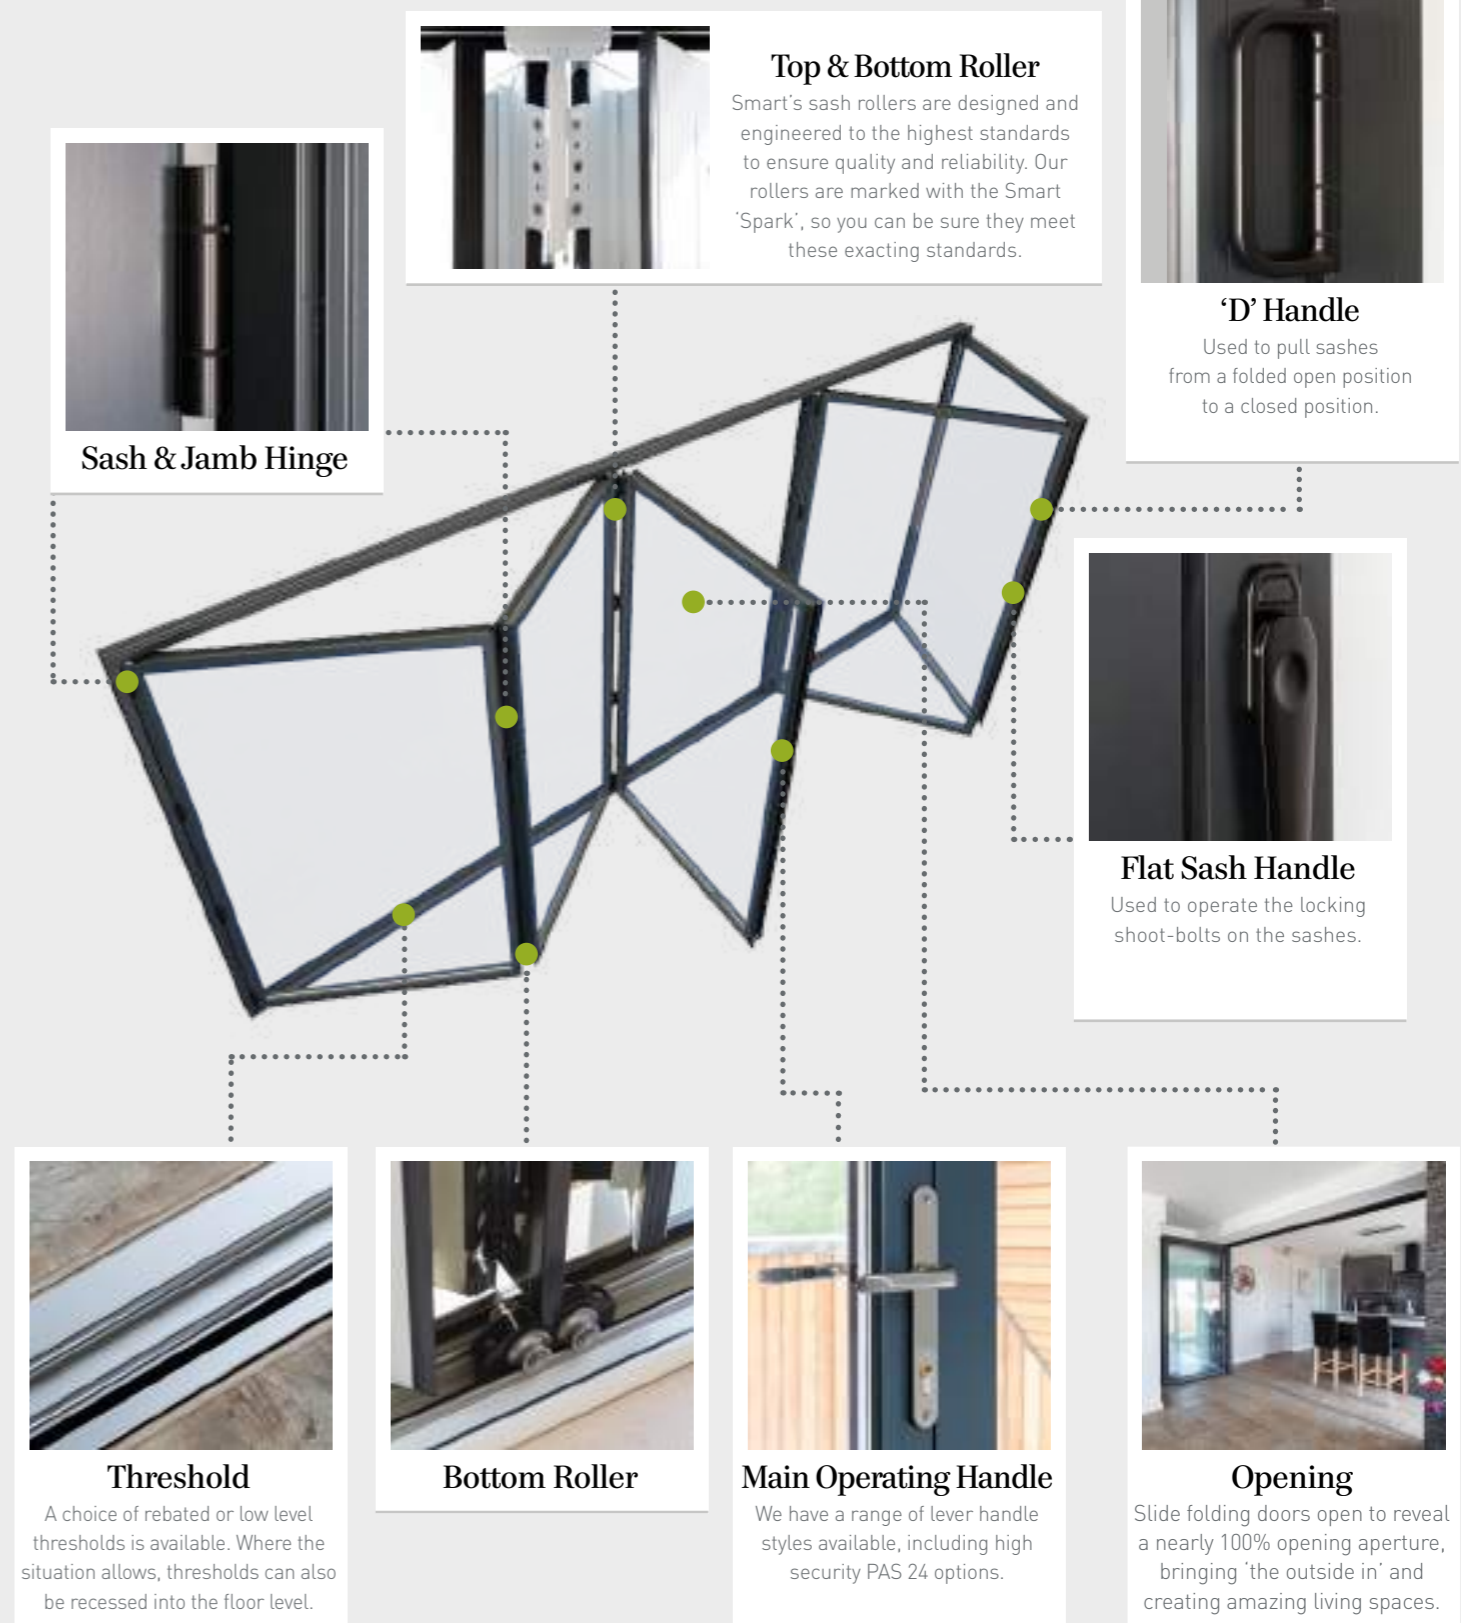 Top & Bottom Roller
Smart's sash rollers are designed and
engineered to the highest standards
to ensure quality and reliability. Our
rollers are marked with the Smart
'Spark', so you can be sure they meet
these exacting standards.
Sash & Jamb Hinge
'D' Handle
Used to pull sashes
from a folded open position
to a closed position.
Flat Sash Handle
Used to operate the locking
shoot-bolts on the sashes.
Threshold
A choice of rebated or low level
thresholds is available. Where the
situation allows, thresholds can also
be recessed into the floor level.
Bottom Roller
Main Operating Handle
We have a range of lever handle
styles available, including high
security PAS 24 options.
Opening
Slide folding doors open to reveal
a nearly 100% opening aperture,
bringing 'the outside in' and
creating amazing living spaces.